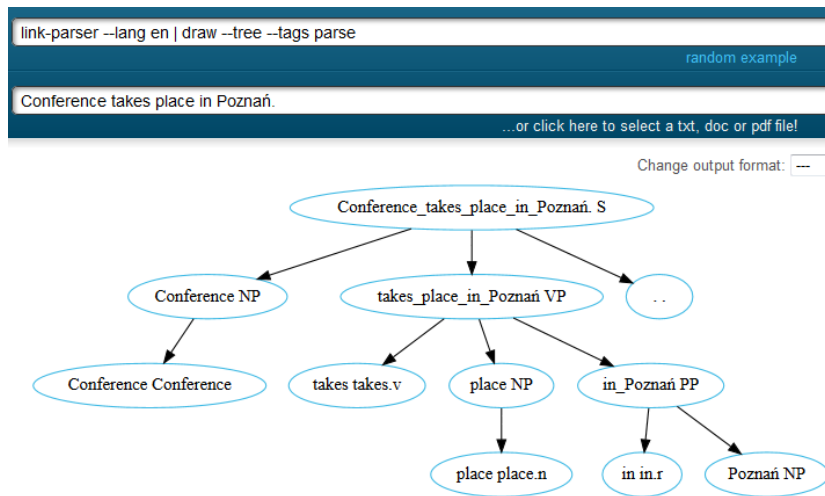 link-parser --lang en | draw --tree --tags parse
random example
Conference takes place in Poznań.
...or click here to select a txt, doc or pdf file!
Change output format: ---
Conference_takes_place_in_Poznań. S
Conference NP takes_place_in_Poznań VP . .
Conference Conference takes takes.v place NP in_Poznań PP
place place.n in in.r Poznań NP